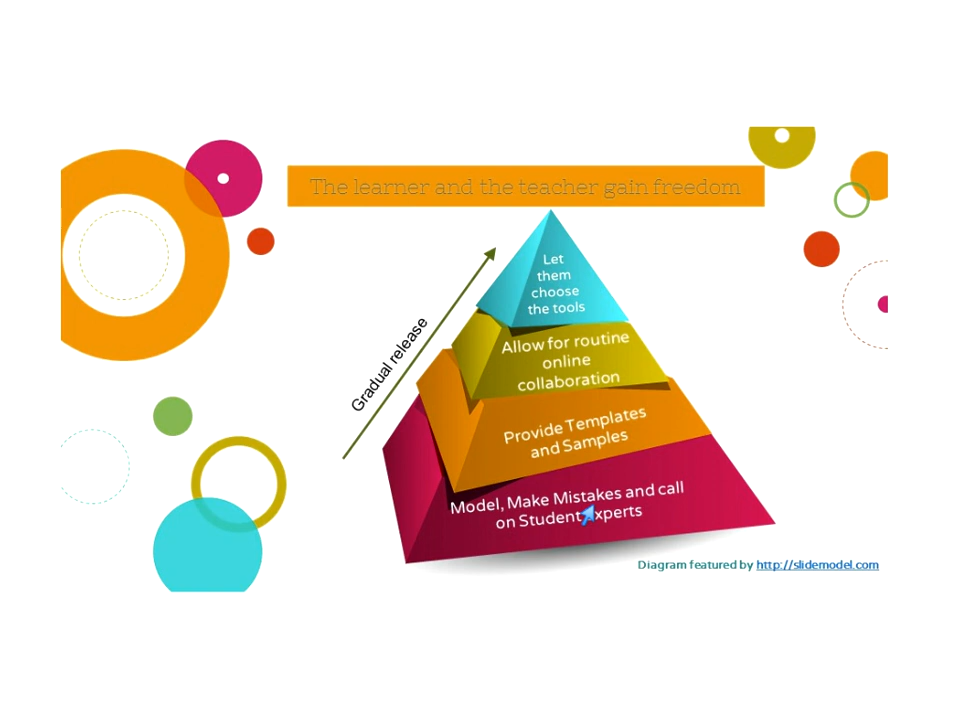 The learner and the teacher gain freedom
Let
them
choose
the tools
Gradual release
Allow for routine
online
collaboration
Provide Templates
and Samples
Model, Make Mistakes and call
on Student xperts
Diagram featured by http://slidemodel.com